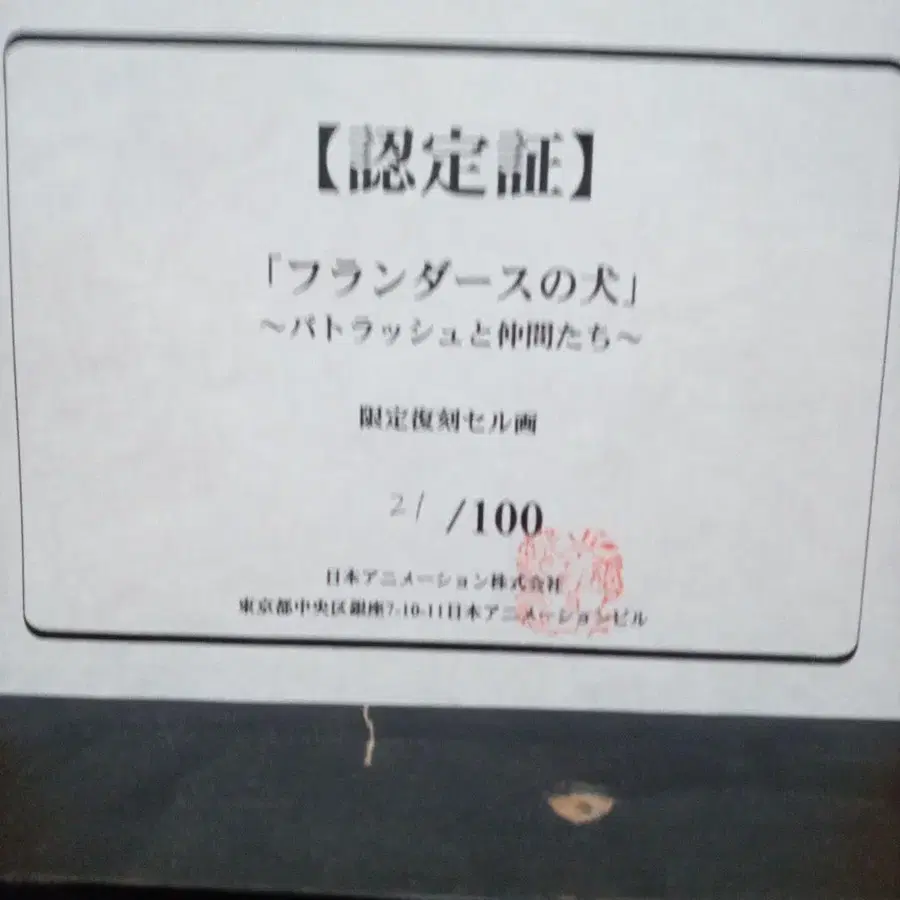 【認定証】
「フランダースの犬」
～パトラッシュと仲間たち～
限定復刻セル画
21 /100
日本アニメーション株式会社
東京都中央区銀座7-10-11日本アニメーションビル